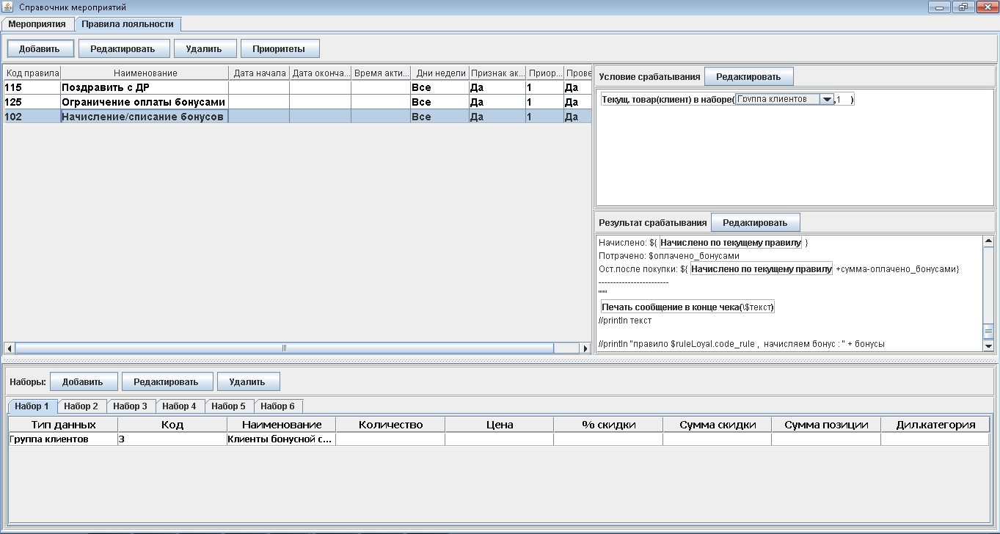 Справочник мероприятий
Мероприятия Правила лояльности
Добавить Редактировать Удалить Приоритеты
Код правила Наименование Дата начала Дата оконча... Время акти... Дни недели Признак ак... Приор... Прове
115 Поздравить с ДР Все Да 1 Да
125 Ограничение оплаты бонусами Все Да 1 Да
102 Начисление/списание бонусов Все Да 1 Да
Условие срабатывания Редактировать
Текущ. товар(клиент) в наборе( Группа клиентов ,1 )
Результат срабатывания Редактировать
Начислено: ${ Начислено по текущему правилу }
Потрачено: $оплачено_бонусами
Ост.после покупки: ${ Начислено по текущему правилу +сумма-оплачено_бонусами}
------------------------
"""
Печать сообщение в конце чека(\$текст)
//println текст
//println "правило $ruleLoyal.code_rule , начисляем бонус : " + бонусы
Наборы: Добавить Редактировать Удалить
Набор 1 Набор 2 Набор 3 Набор 4 Набор 5 Набор 6
Тип данных Код Наименование Количество Цена % скидки Сумма скидки Сумма позиции Дил.категория
Группа клиентов 3 Клиенты бонусной с...